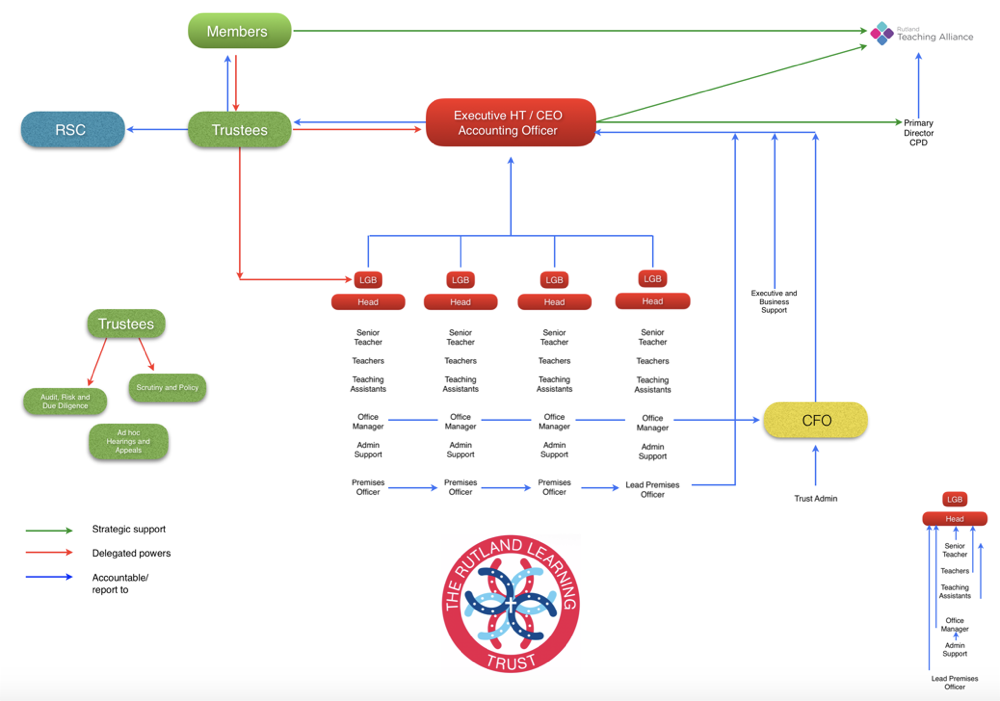 Members
Rutland
Teaching Alliance
RSC
Trustees
Executive HT / CEO
Accounting Officer
Primary
Director
CPD
LGB
LGB
LGB
LGB
Head
Head
Head
Head
Executive and
Business
Support
Senior
Teacher
Senior
Teacher
Senior
Teacher
Senior
Teacher
Teachers
Teachers
Teachers
Teachers
Teaching
Assistants
Teaching
Assistants
Teaching
Assistants
Teaching
Assistants
Office
Manager
Office
Manager
Office
Manager
Office
Manager
CFO
Admin
Support
Admin
Support
Admin
Support
Admin
Support
Premises
Officer
Premises
Officer
Premises
Officer
Lead Premises
Officer
Trust Admin
Trustees
Scrutiny and Policy
Audit, Risk and
Due Diligence
Ad hoc
Hearings and
Appeals
Strategic support
Delegated powers
Accountable/
report to
THE RUTLAND LEARNING
TRUST
LGB
Head
Senior
Teacher
Teachers
Teaching
Assistants
Office
Manager
Admin
Support
Lead Premises
Officer